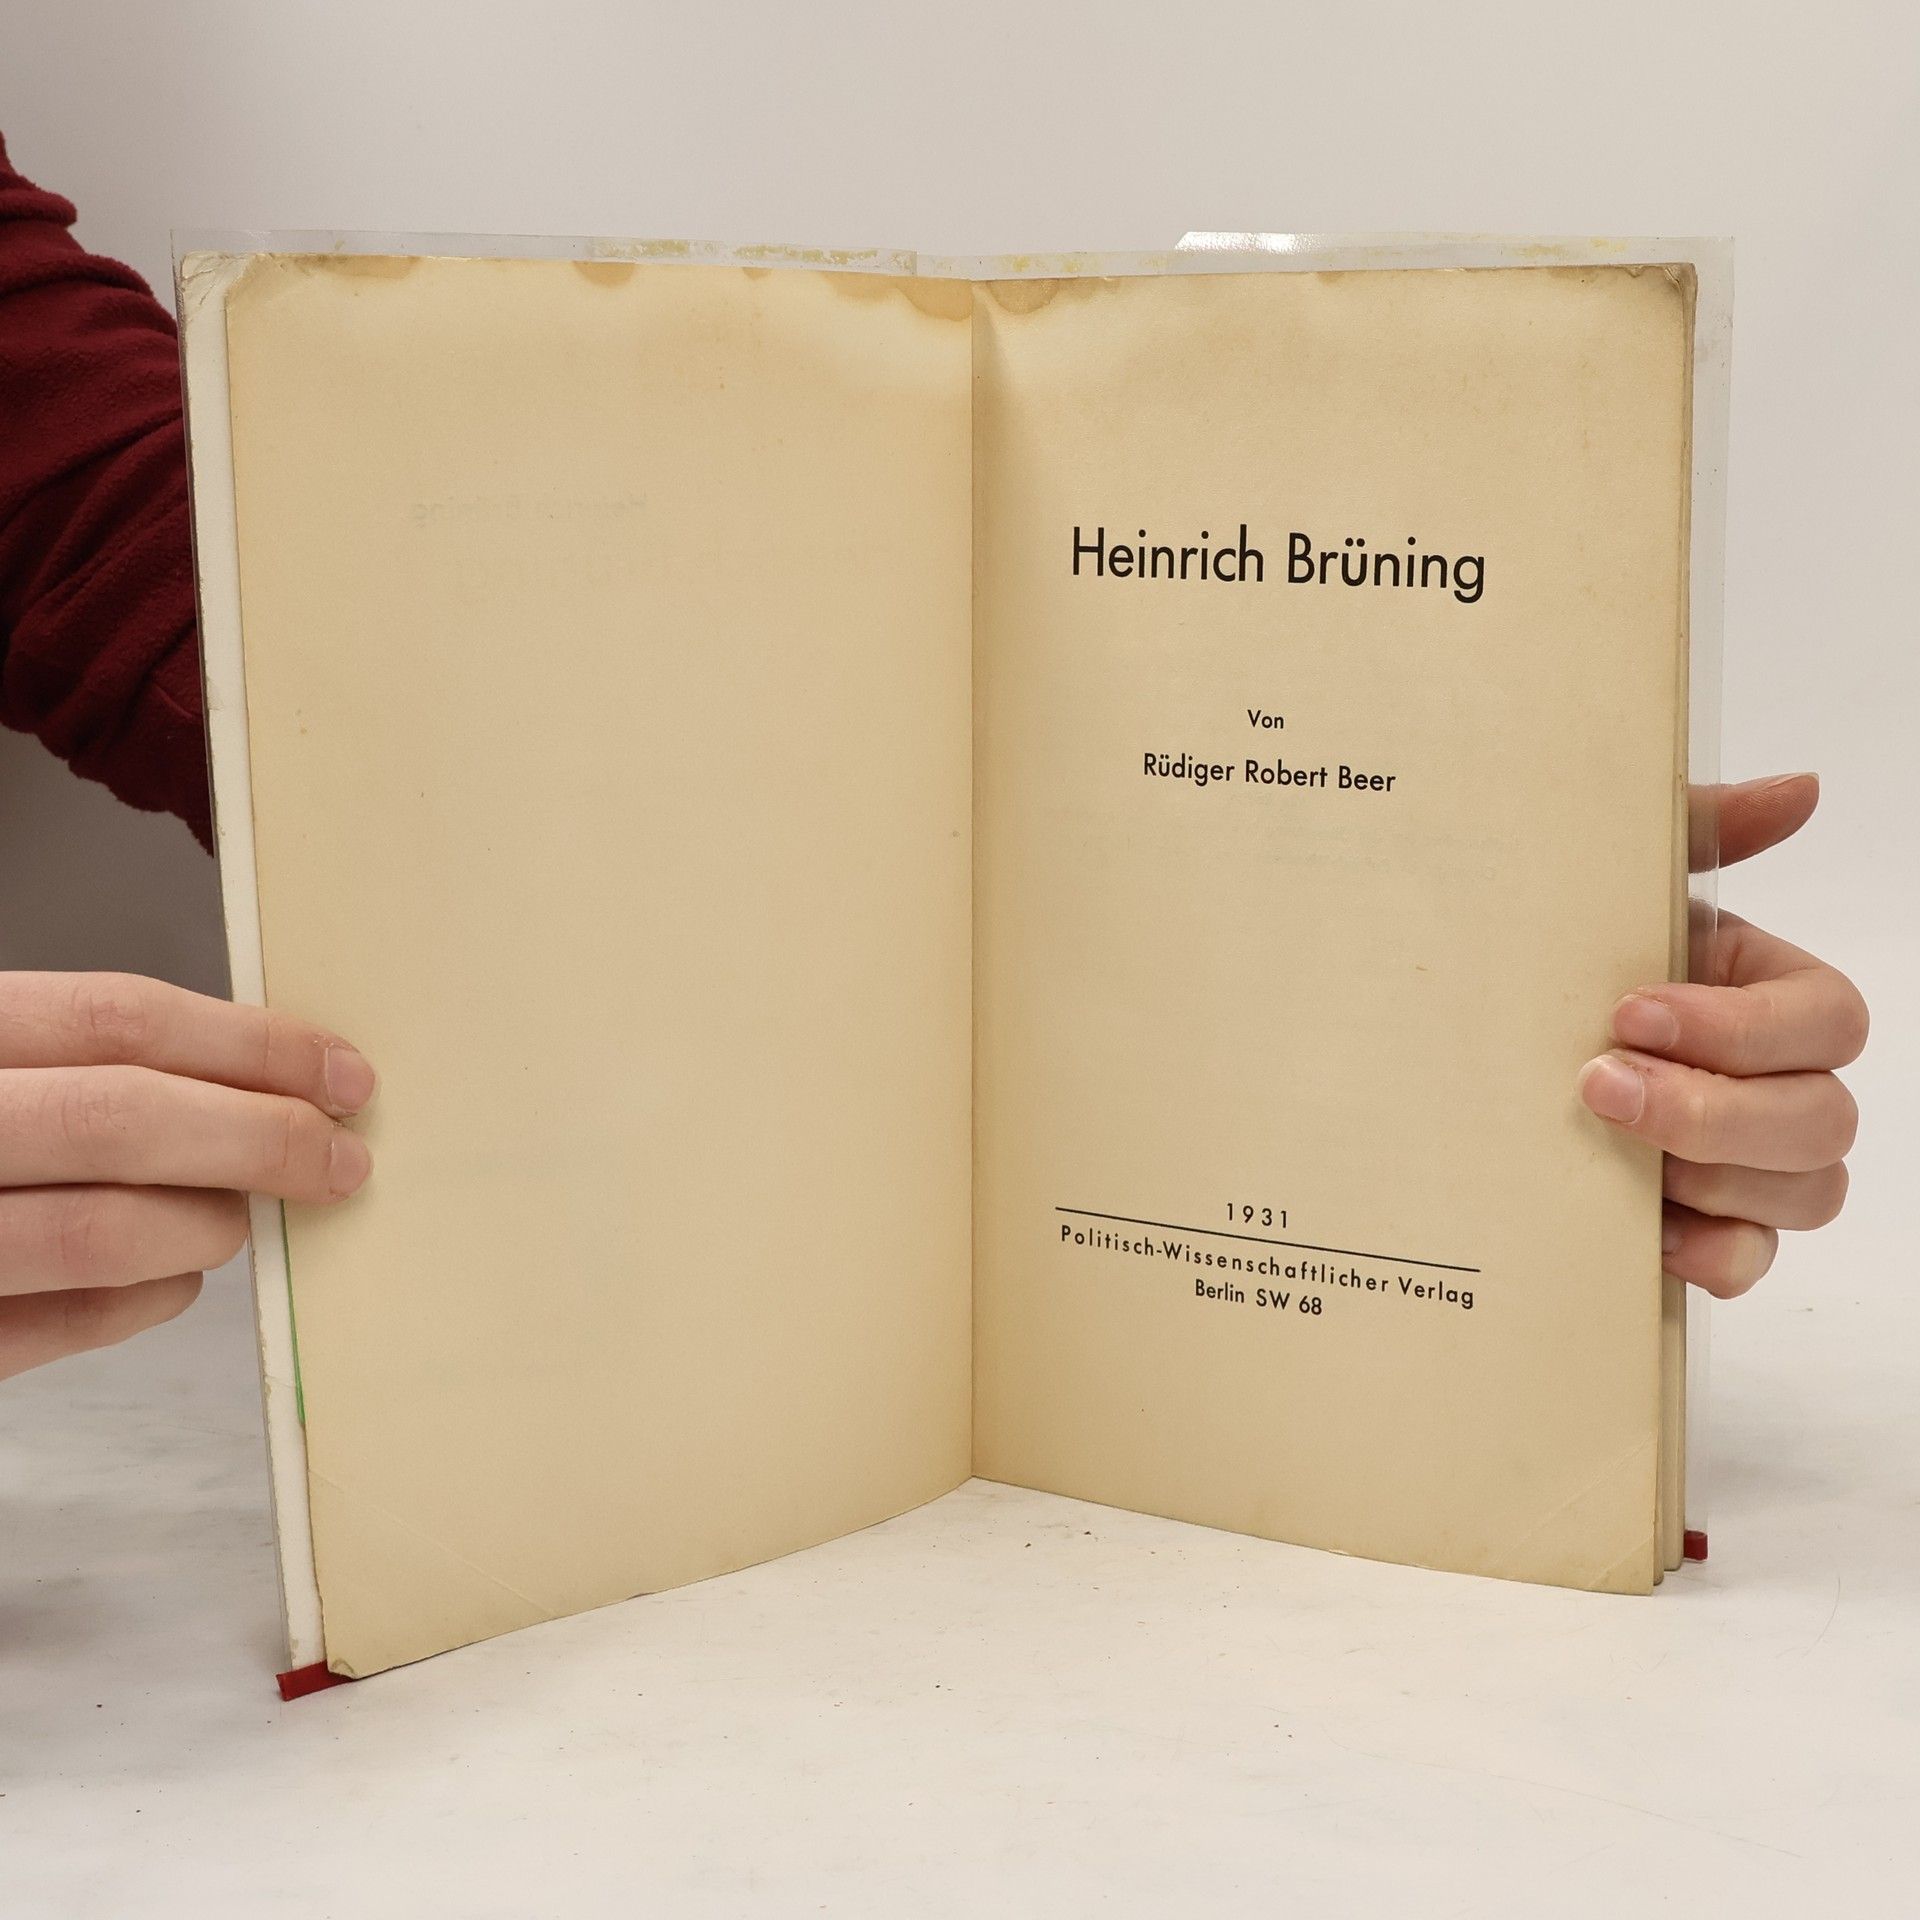 Heinrich Brüning
Von
Rüdiger Robert Beer
1931
Politisch-Wissenschaftlicher Verlag
Berlin SW 68